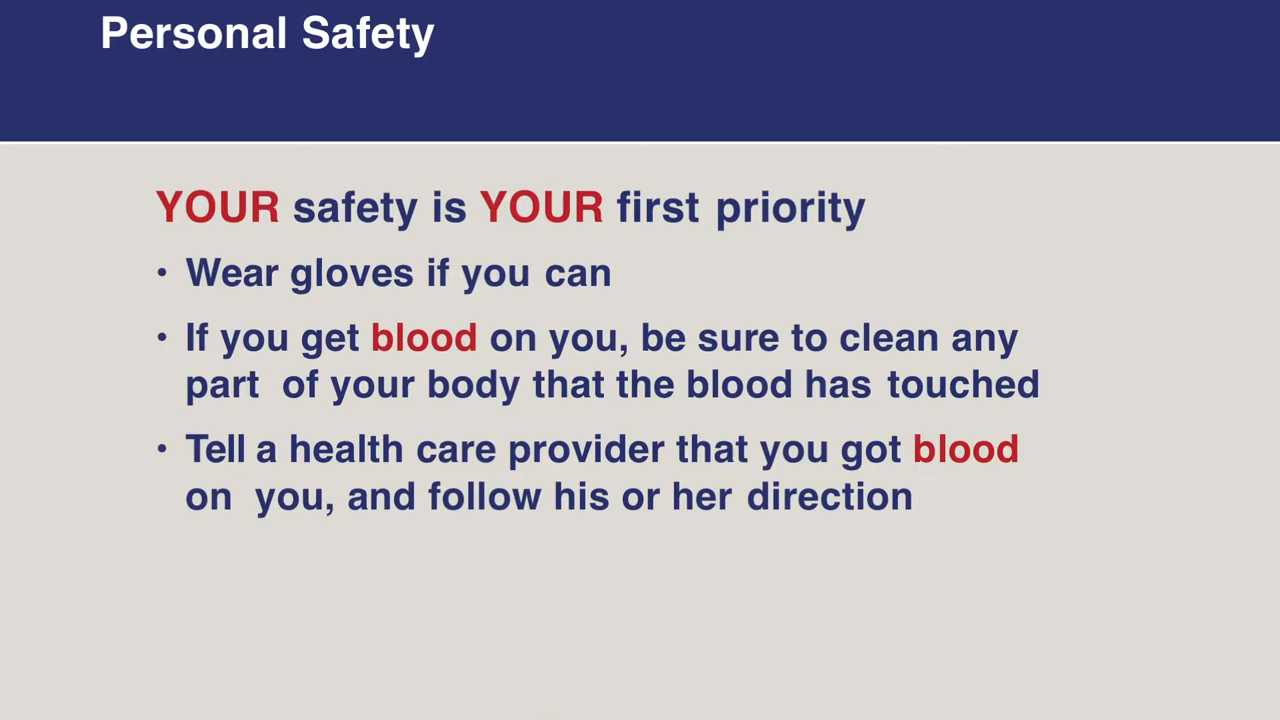 Personal Safety
YOUR safety is YOUR first priority
• Wear gloves if you can
• If you get blood on you, be sure to clean any
part of your body that the blood has touched
• Tell a health care provider that you got blood
on you, and follow his or her direction